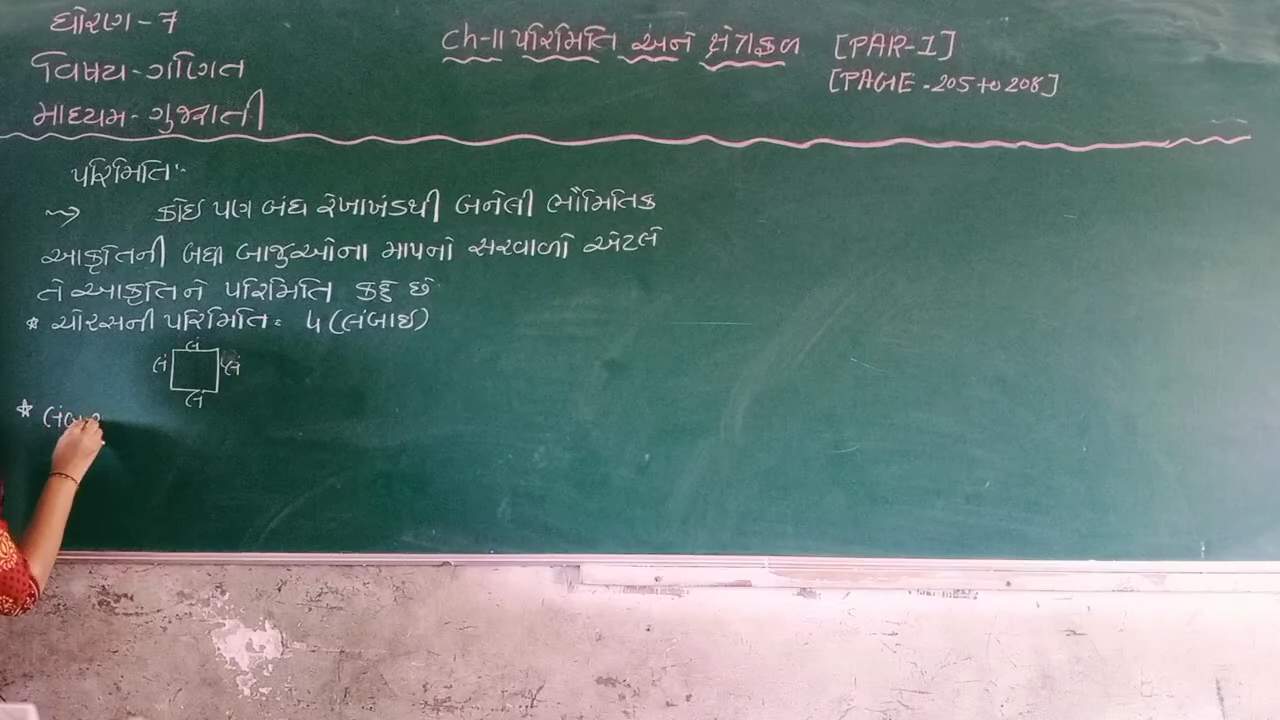 ધોરણ - 7
વિષય - ગણિત
માધ્યમ - ગુજરાતી
Ch-11 પરિમિતિ અને ક્ષેત્રફળ [PAR-1]
[PAGE -205 to 208]
પરિમિતિ:-
કોઈ પણ બંધ રેખાખંડથી બનેલી ભૌમિતિક
આકૃતિની બધા બાજુઓના માપનો સરવાળો એટલે
તે આકૃતિને પરિમિતિ કહે છે
* ચોરસની પરિમિતિ = 4 (લંબાઈ)
લં
લં લં
લં
* લંબ